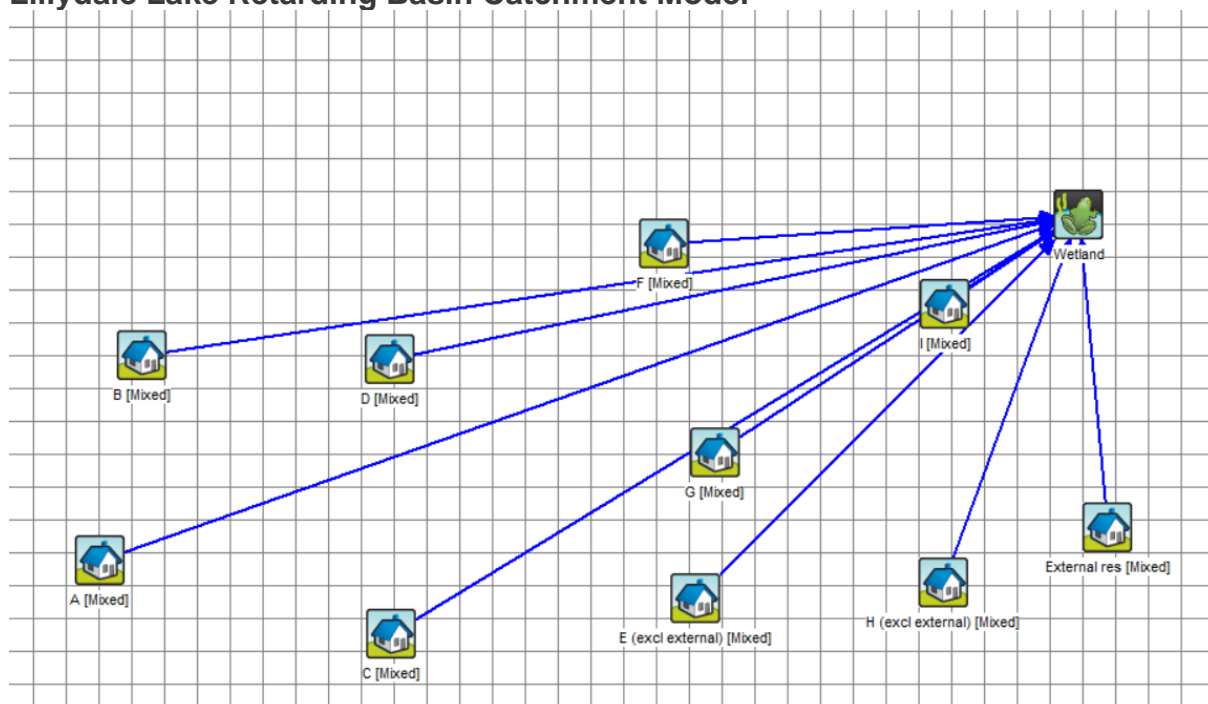 Lillydale Lake Retarding Basin Catchment Model
Wetland
F [Mixed]
I [Mixed]
B [Mixed]
D [Mixed]
G [Mixed]
External res [Mixed]
A [Mixed]
H (excl external) [Mixed]
E (excl external) [Mixed]
C [Mixed]